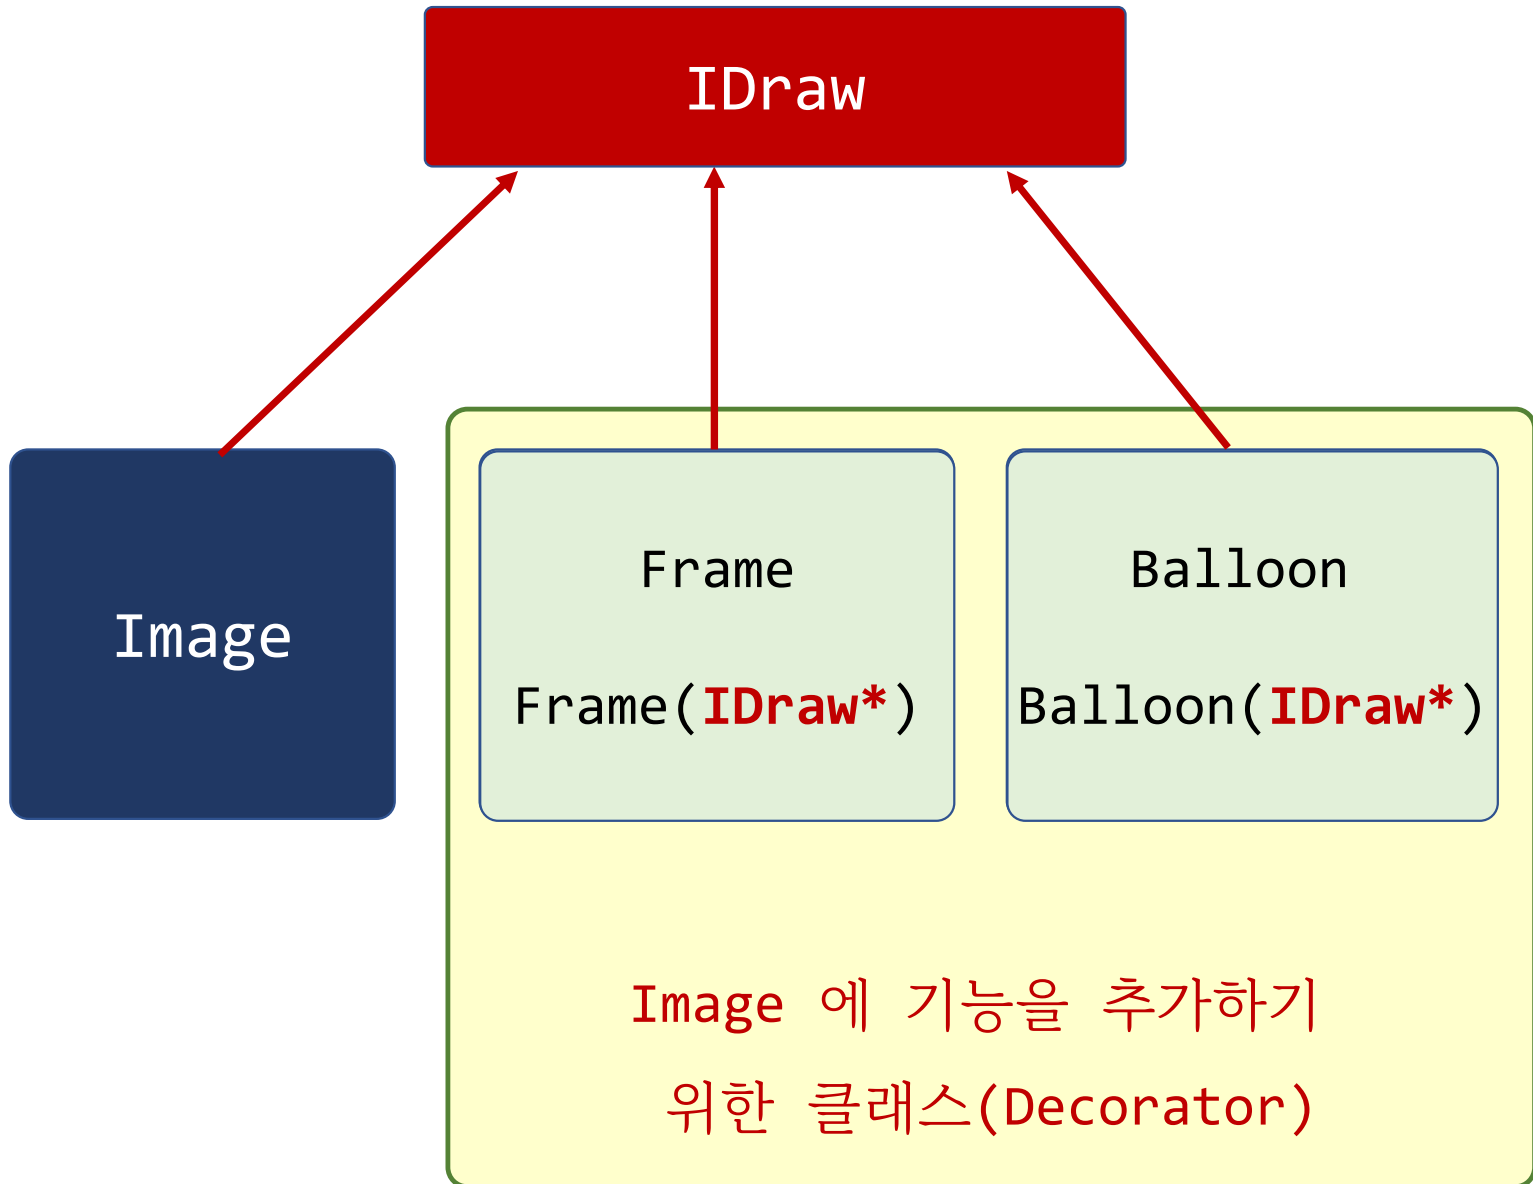 IDraw
Image
Frame
Frame(IDraw*)
Balloon
Balloon(IDraw*)
Image 에 기능을 추가하기
위한 클래스(Decorator)